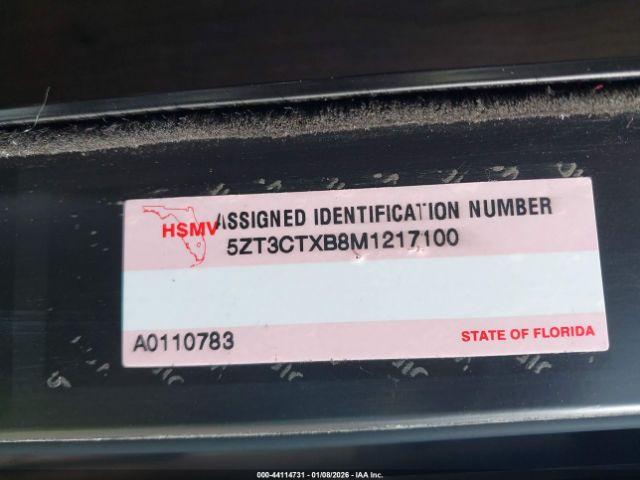 ASSIGNED IDENTIFICATION NUMBER
HSMV
5ZT3CTXB8M1217100
A0110783
STATE OF FLORIDA
000-44114731 - 01/08/2026 - IAA Inc.